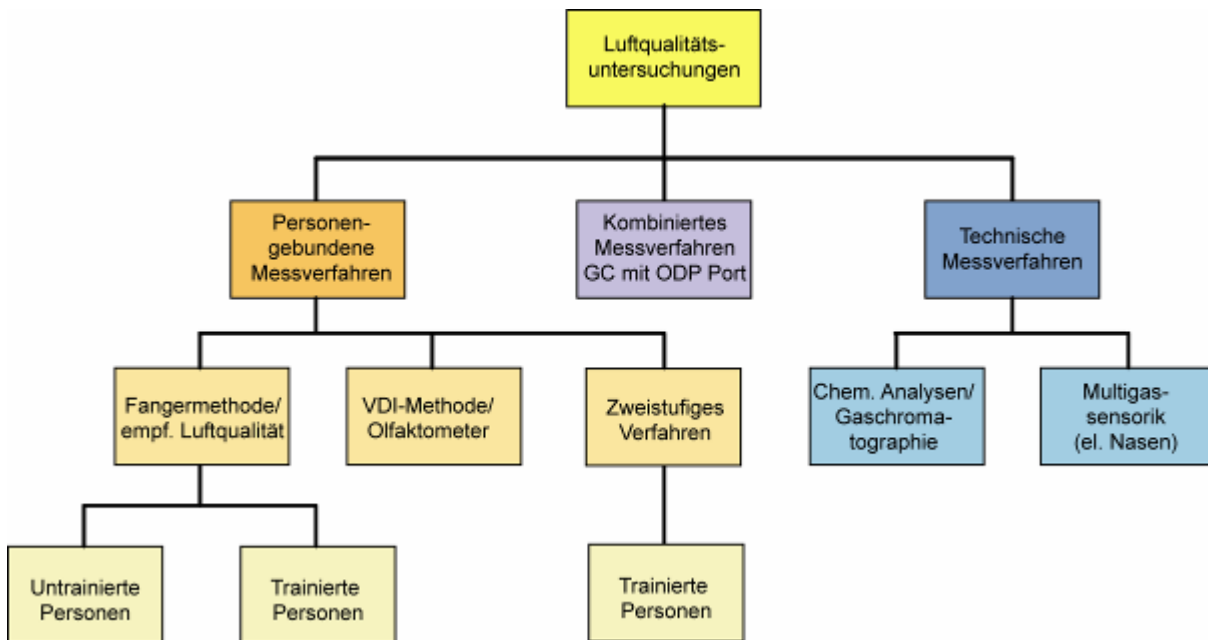 Luftqualitäts-
untersuchungen
Personen-
gebundene
Messverfahren
Kombiniertes
Messverfahren
GC mit ODP Port
Technische
Messverfahren
Fangermethode/
empf. Luftqualität
VDI-Methode/
Olfaktometer
Zweistufiges
Verfahren
Chem. Analysen/
Gaschroma-
tographie
Multigas-
sensorik
(el. Nasen)
Untrainierte
Personen
Trainierte
Personen
Trainierte
Personen